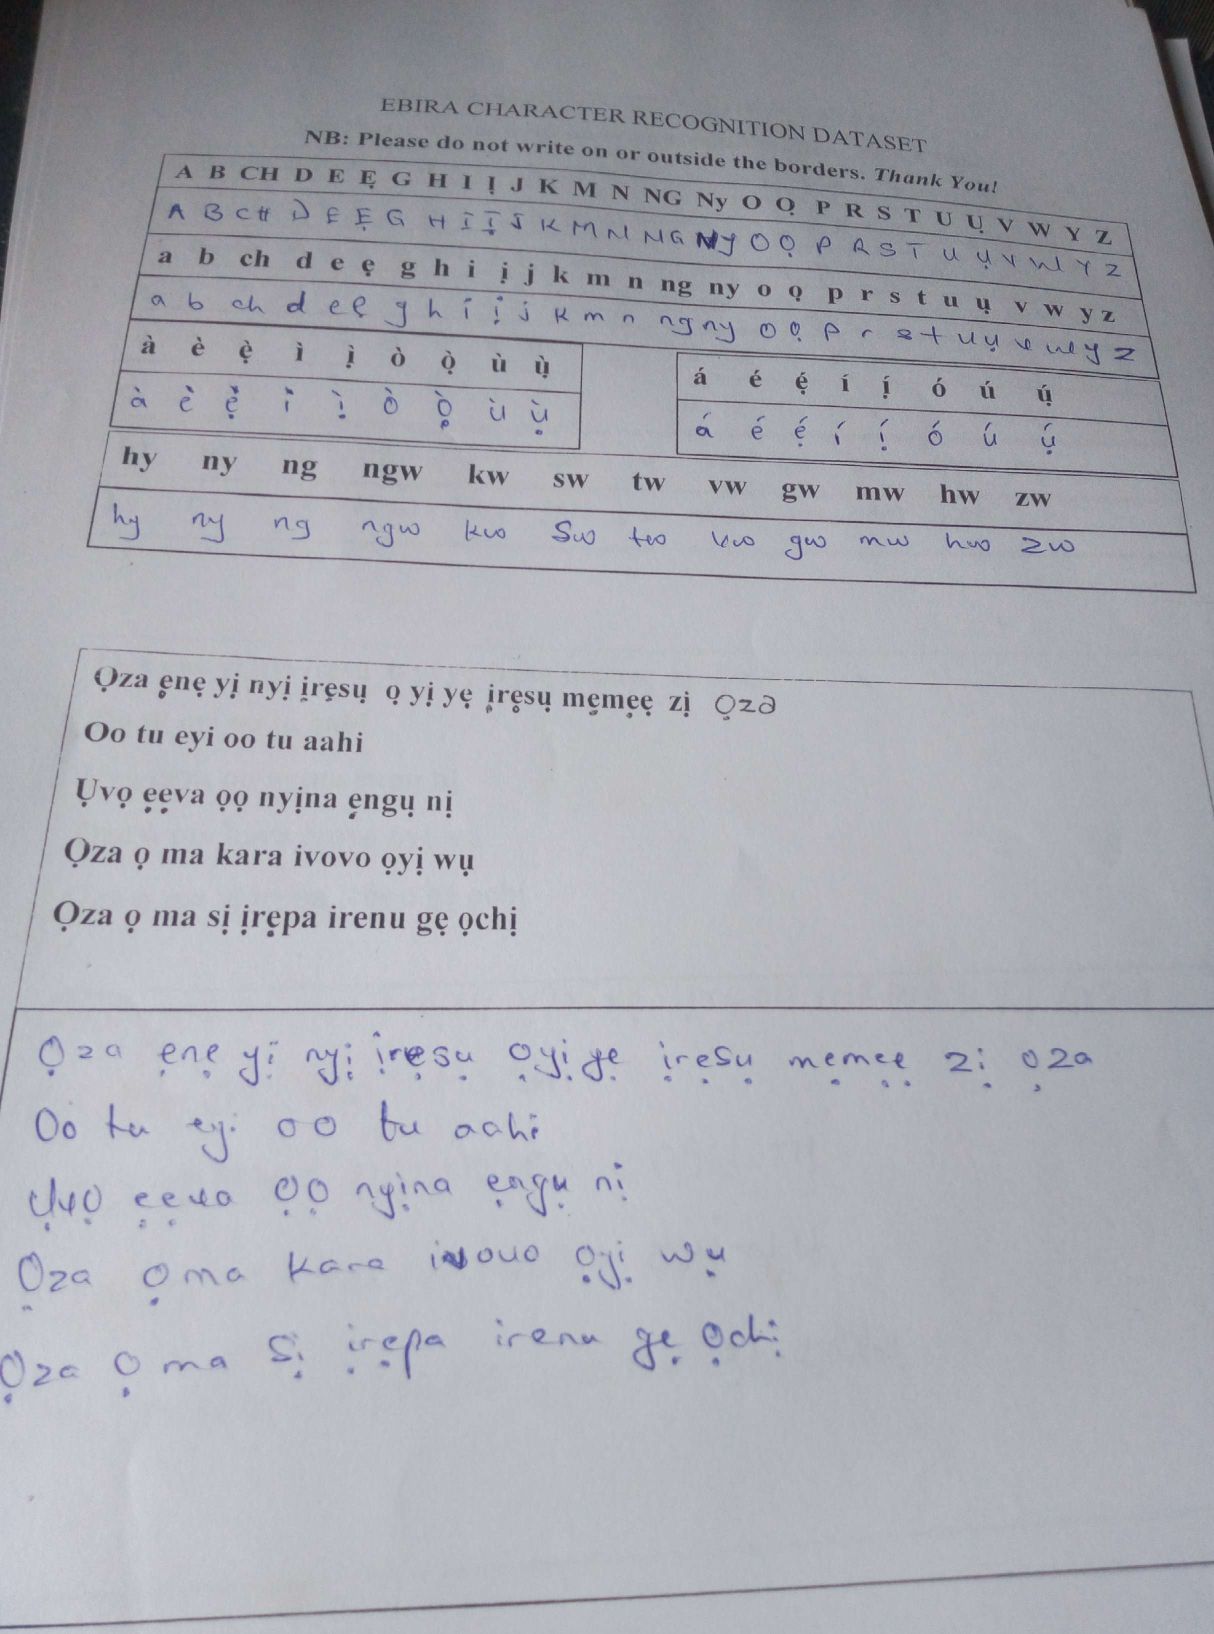 EBIRA CHARACTER RECOGNITION DATASET
NB: Please do not write on or outside the borders. Thank You!
A B CH D E Ẹ G H I Ị J K M N NG Ny O Ọ P R S T U Ụ V W Y Z
A B CH D E Ẹ G H I Ị J K M N NG Ny O Ọ P R S T U Ụ V W Y Z
a b ch d e ẹ g h i ị j k m n ng ny o ọ p r s t u ụ v w y z
a b ch d e ẹ g h i ị j k m n ng ny o ọ p r s t u ụ v w y z
à è ẹ̀ ì ị̀ ò ọ̀ ù ụ̀
à è ẹ̀ ì ị̀ ò ọ̀ ù ụ̀
á é ẹ́ í ị́ ó ú ụ́
á é ẹ́ í ị́ ó ú ụ́
hy ny ng ngw kw sw tw vw gw mw hw zw
hy ny ng ngw kw Sw tw vw gw mw hw zw
Ọza ẹnẹ yị nyị ịrẹsụ ọ yị yẹ ịrẹsụ mẹmẹẹ zị ọza
Oo tu eyi oo tu aahi
Ụvọ ẹẹva ọọ nyịna ẹngụ nị
Ọza ọ ma kara ivovo ọyị wụ
Ọza ọ ma sị ịrẹpa irenu gẹ ọchị
Ọza ẹnẹ yị nyị ịrẹsụ ọyị yẹ ịrẹsụ mẹmẹẹ zị ọza
Oo tu eyi oo tu aahi
Ụvọ ẹẹva ọọ nyịna ẹngụ nị
Ọza ọ ma kara ivovo ọyị wụ
Ọza ọ ma sị ịrẹpa irenu gẹ ọchị